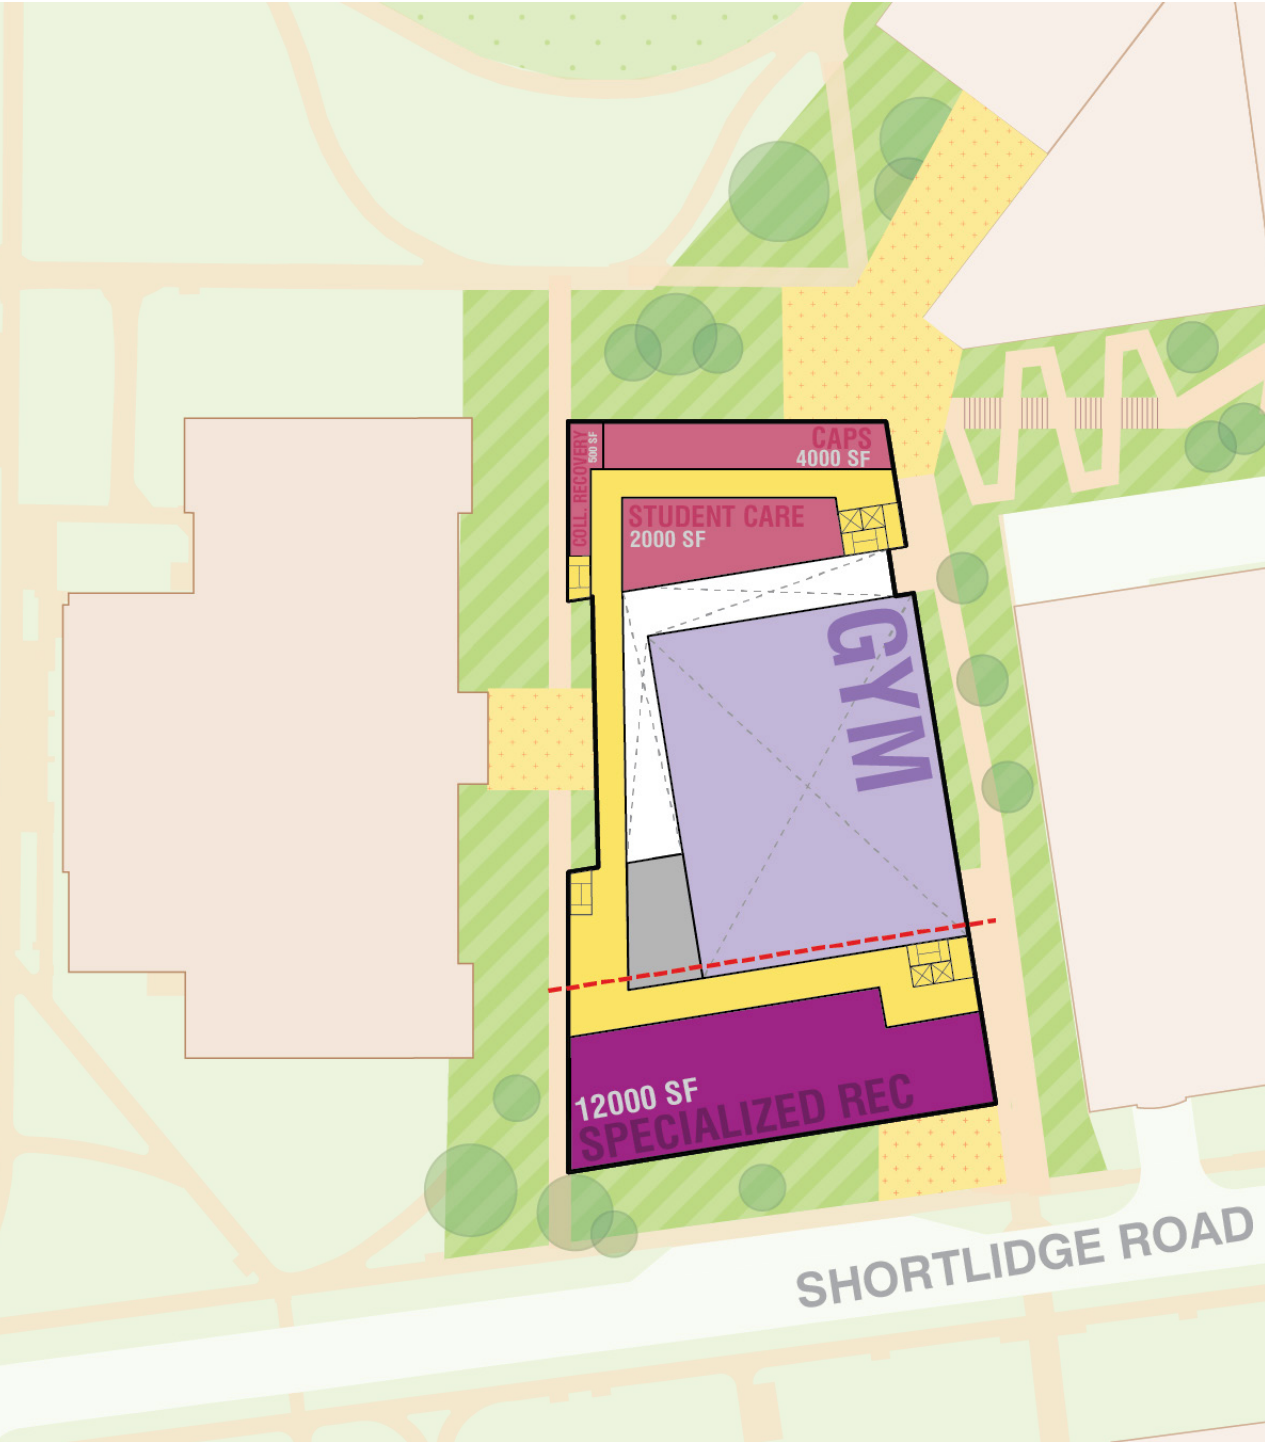 COLL. RECOVERY
500 SF
CAPS
4000 SF
STUDENT CARE
2000 SF
GYM
12000 SF
SPECIALIZED REC
SHORTLIDGE ROAD